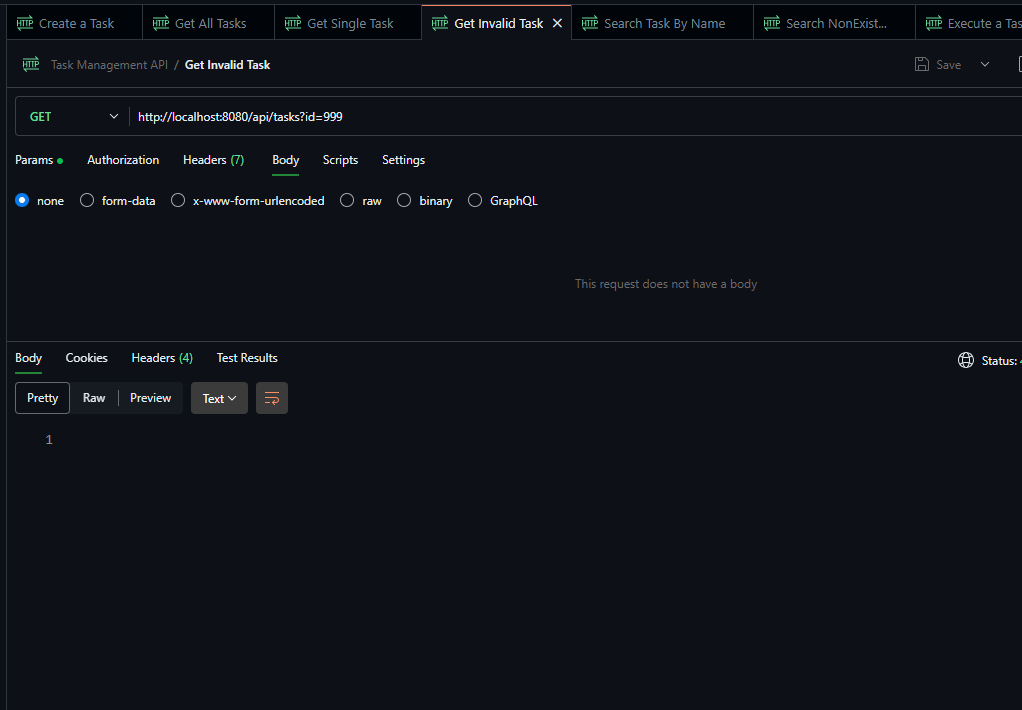 HTTP Create a Task HTTP Get All Tasks HTTP Get Single Task HTTP Get Invalid Task HTTP Search Task By Name HTTP Search NonExist... HTTP Execute a Tas
HTTP Task Management API / Get Invalid Task Save
GET http://localhost:8080/api/tasks?id=999
Params Authorization Headers (7) Body Scripts Settings
none form-data x-www-form-urlencoded raw binary GraphQL
This request does not have a body
Body Cookies Headers (4) Test Results Status:
Pretty Raw Preview Text
1